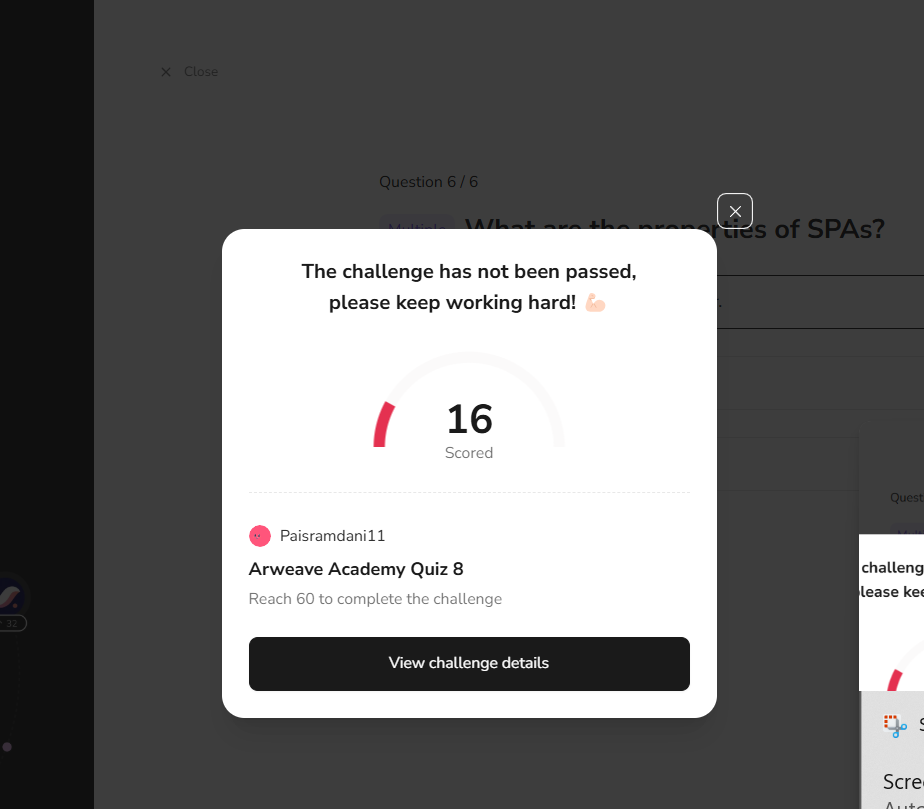 Close
Question 6 / 6
Multiple What are the properties of SPAs?
The challenge has not been passed,
please keep working hard! 💪🏻
16
Scored
Paisramdani11
Arweave Academy Quiz 8
Reach 60 to complete the challenge
View challenge details
32
Quest
challeng
lease kee
S
Scree
Auto